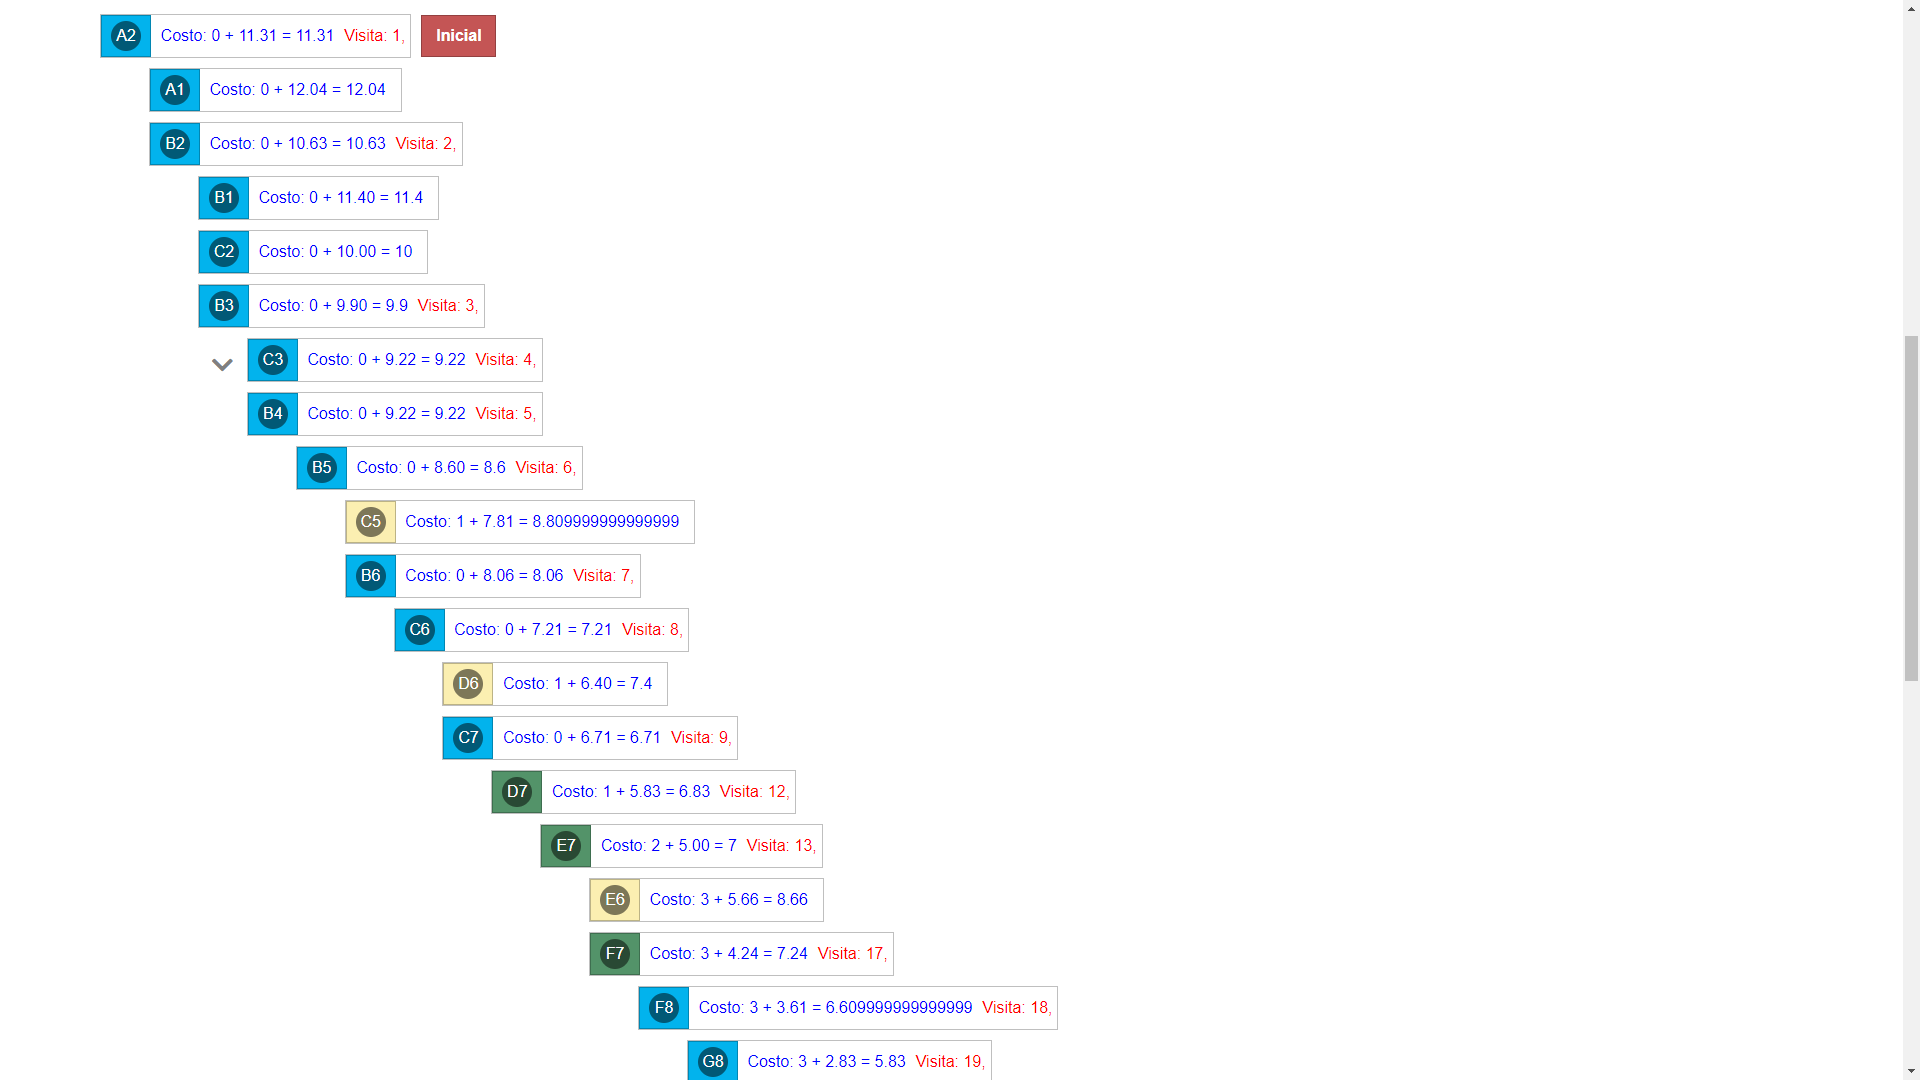 A2 Costo: 0 + 11.31 = 11.31 Visita: 1, Inicial
A1 Costo: 0 + 12.04 = 12.04
B2 Costo: 0 + 10.63 = 10.63 Visita: 2,
B1 Costo: 0 + 11.40 = 11.4
C2 Costo: 0 + 10.00 = 10
B3 Costo: 0 + 9.90 = 9.9 Visita: 3,
C3 Costo: 0 + 9.22 = 9.22 Visita: 4,
B4 Costo: 0 + 9.22 = 9.22 Visita: 5,
B5 Costo: 0 + 8.60 = 8.6 Visita: 6,
C5 Costo: 1 + 7.81 = 8.809999999999999
B6 Costo: 0 + 8.06 = 8.06 Visita: 7,
C6 Costo: 0 + 7.21 = 7.21 Visita: 8,
D6 Costo: 1 + 6.40 = 7.4
C7 Costo: 0 + 6.71 = 6.71 Visita: 9,
D7 Costo: 1 + 5.83 = 6.83 Visita: 12,
E7 Costo: 2 + 5.00 = 7 Visita: 13,
E6 Costo: 3 + 5.66 = 8.66
F7 Costo: 3 + 4.24 = 7.24 Visita: 17,
F8 Costo: 3 + 3.61 = 6.609999999999999 Visita: 18,
G8 Costo: 3 + 2.83 = 5.83 Visita: 19,